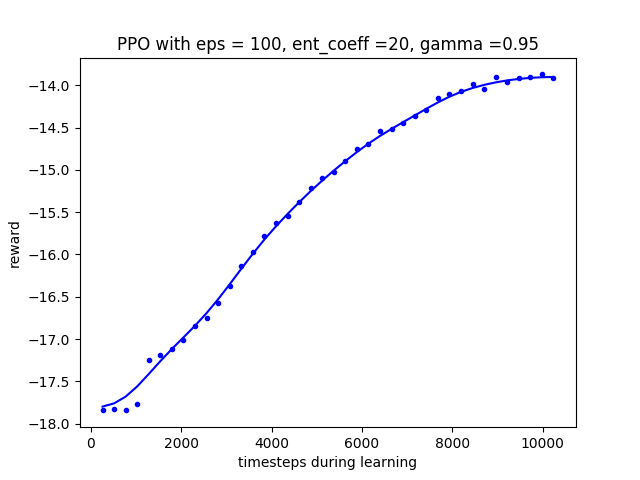 PPO with eps = 100, ent_coeff =20, gamma =0.95
−14.0
−14.5
−15.0
−15.5
−16.0
−16.5
−17.0
−17.5
−18.0
reward
0 2000 4000 6000 8000 10000
timesteps during learning